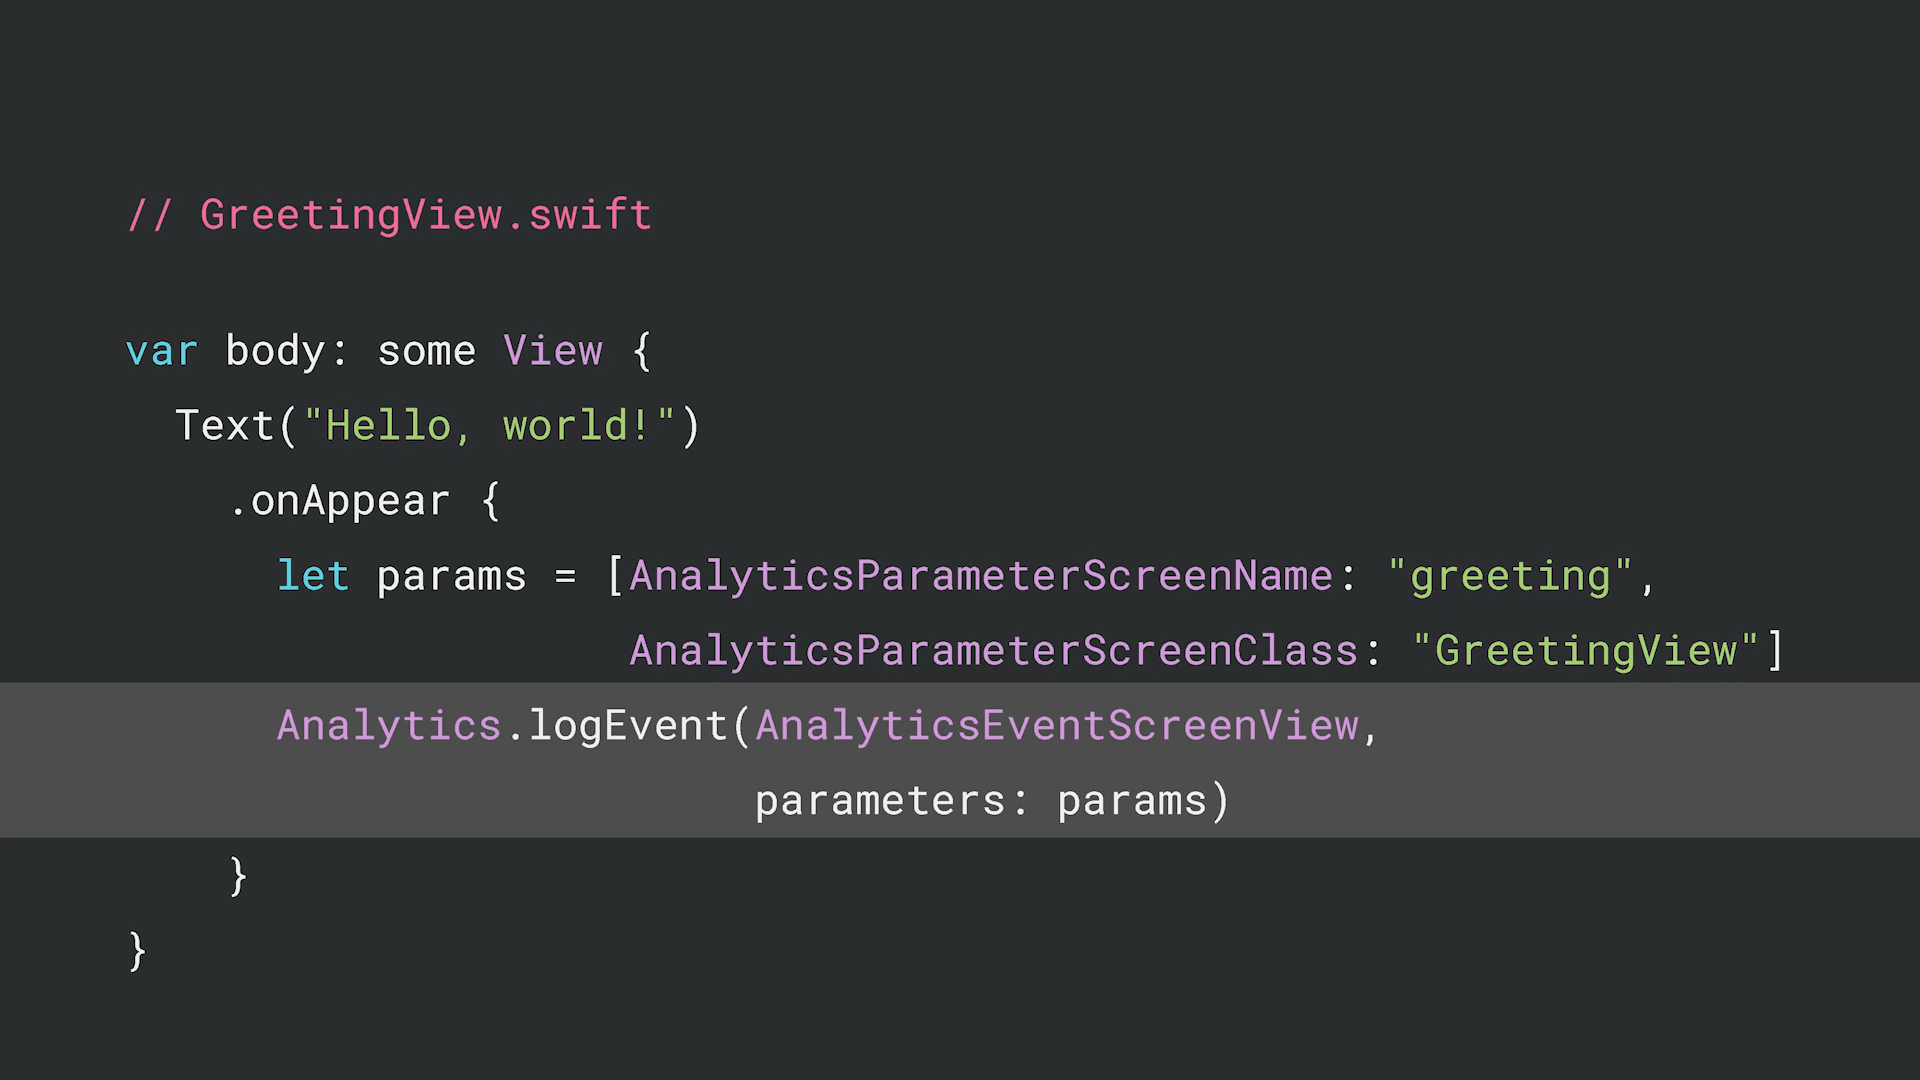 // GreetingView.swift
var body: some View {
Text("Hello, world!")
.onAppear {
let params = [AnalyticsParameterScreenName: "greeting",
AnalyticsParameterScreenClass: "GreetingView"]
Analytics.logEvent(AnalyticsEventScreenView,
parameters: params)
}
}